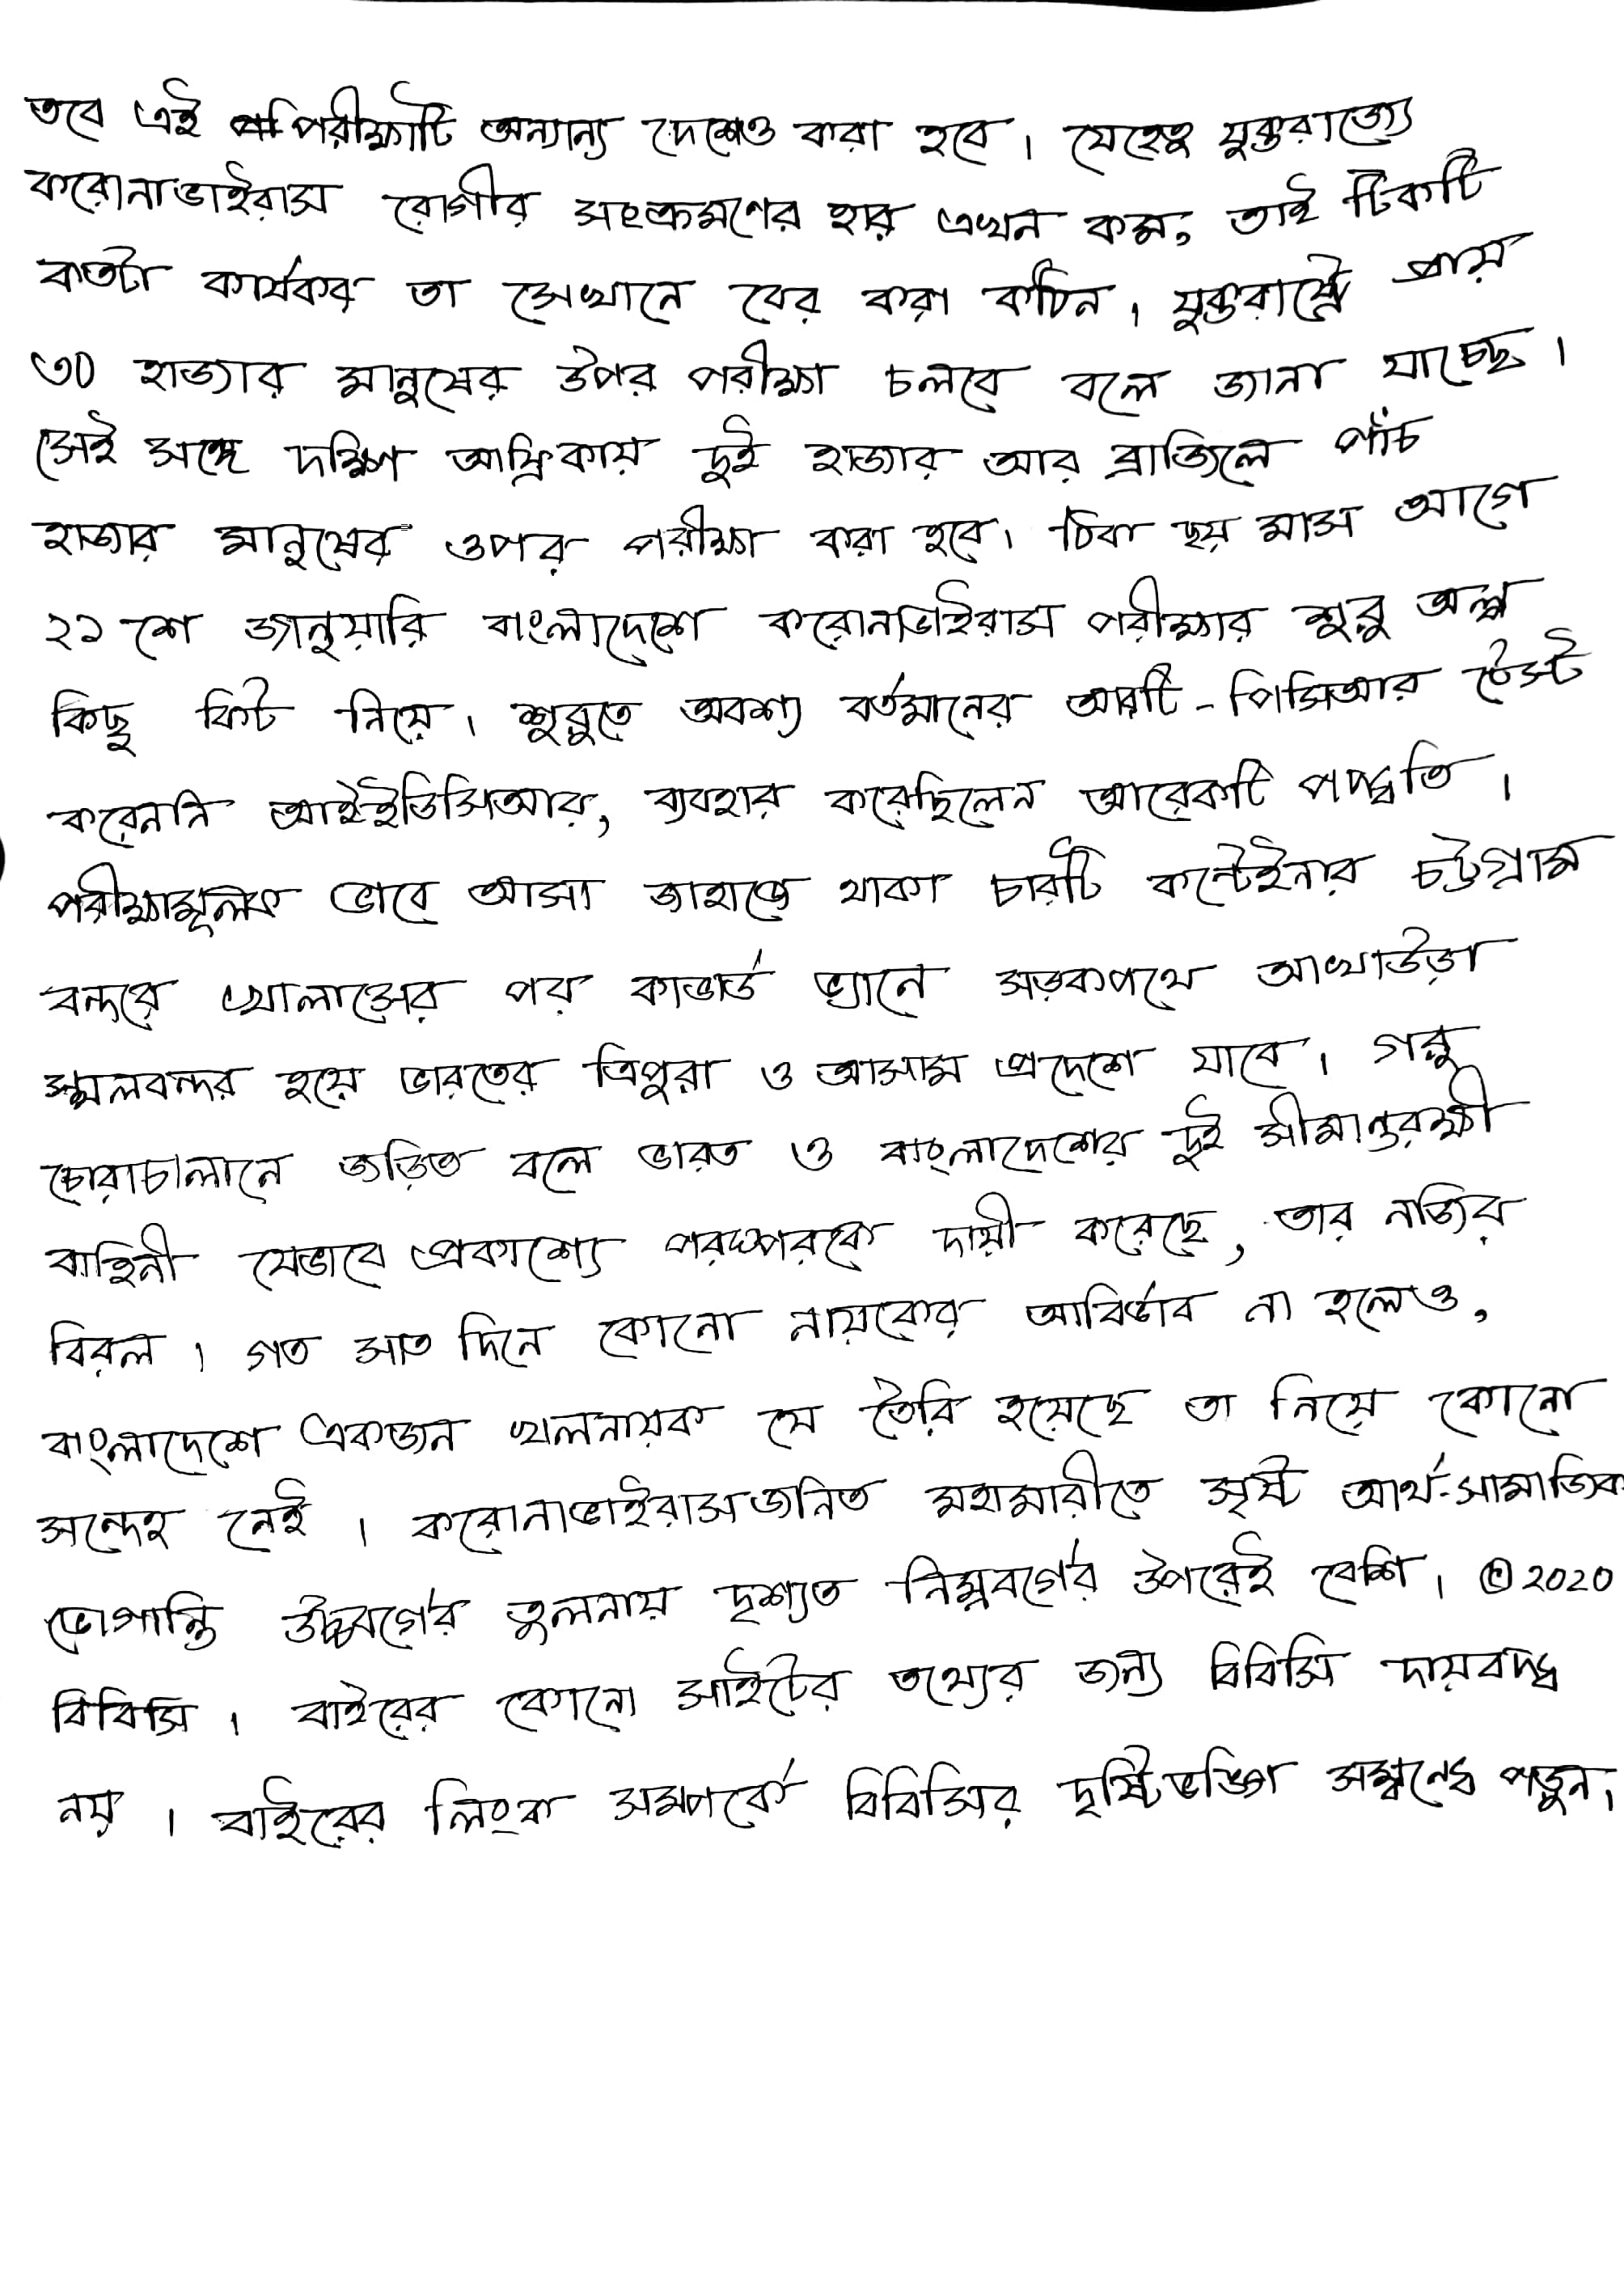 তবে এই পরীক্ষাটি অন্যান্য দেশেও করা হবে। যেহেতু যুক্তরাজ্যে
করোনাভাইরাস রোগীর সংক্রমণের হার এখন কম, তাই টিকাটি
কতটা কার্যকর তা সেখানে বের করা কঠিন। যুক্তরাষ্ট্রে প্রায়
৩০ হাজার মানুষের উপর পরীক্ষা চলবে বলে জানা যাচ্ছে।
সেই সঙ্গে দক্ষিণ আফ্রিকায় দুই হাজার আর ব্রাজিলে পাঁচ
হাজার মানুষের ওপর পরীক্ষা করা হবে। ঠিক ছয় মাস আগে
২১ শে জানুয়ারি বাংলাদেশে করোনাভাইরাস পরীক্ষার শুরু অল্প
কিছু কিট নিয়ে। শুরুতে অবশ্য বর্তমানের আরটি-পিসিআর টেস্ট
করেননি আইইডিসিআর, ব্যবহার করেছিলেন আরেকটি পদ্ধতি।
পরীক্ষামূলক ভাবে আসা জাহাজে থাকা চারটি কন্টেইনার চট্টগ্রাম
বন্দরে খোলাসের পর কাভার্ড ভ্যানে সড়কপথে আখাউড়া
স্থলবন্দর হয়ে ভারতের ত্রিপুরা ও আসাম প্রদেশে যাবে। গরু
চোরাচালানে জড়িত বলে ভারত ও বাংলাদেশের দুই সীমান্তরক্ষী
বাহিনী যেভাবে প্রকাশ্যে পরস্পরকে দায়ী করেছে, তার নজির
বিরল। গত সাত দিনে কোনো নায়কের আবির্ভাব না হলেও,
বাংলাদেশে একজন খলনায়ক যে তৈরি হয়েছে তা নিয়ে কোনো
সন্দেহ নেই। করোনাভাইরাসজনিত মহামারীতে সৃষ্ট আর্থ-সামাজিক
ভোগান্তি উচ্চবর্গের তুলনায় দৃশ্যত নিম্নবর্গের উপরেই বেশি। © 2020
বিবিসি। বাইরের কোনো সাইটের তথ্যের জন্য বিবিসি দায়বদ্ধ
নয়। বাইরের লিংক সম্পর্কে বিবিসির দৃষ্টিভঙ্গি সম্বন্ধে পড়ুন।